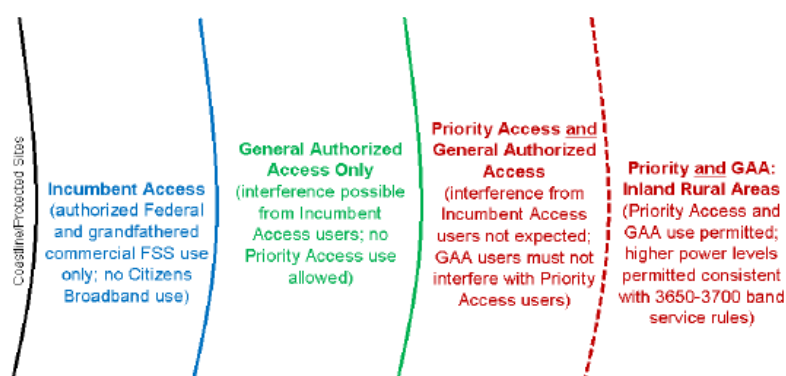 Coastline/Protected Sites
Incumbent Access
(authorized Federal
and grandfathered
commercial FSS use
only; no Citizens
Broadband use)
General Authorized
Access Only
(interference possible
from Incumbent
Access users; no
Priority Access use
allowed)
Priority Access and
General Authorized
Access
(interference from
Incumbent Access
users not expected;
GAA users must not
interfere with Priority
Access users)
Priority and GAA:
Inland Rural Areas
(Priority Access and
GAA use permitted;
higher power levels
permitted consistent
with 3650-3700 band
service rules)